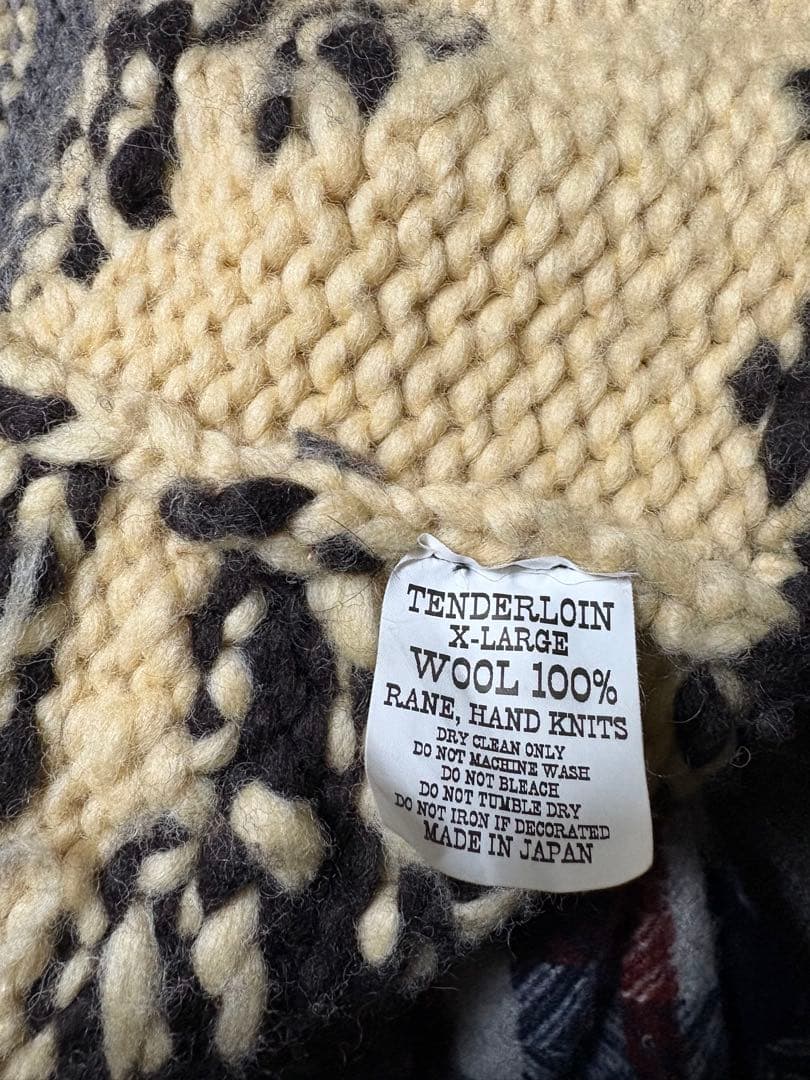 TENDERLOIN
X-LARGE
WOOL 100%
RANE, HAND KNITS
DRY CLEAN ONLY
DO NOT MACHINE WASH
DO NOT BLEACH
DO NOT TUMBLE DRY
DO NOT IRON IF DECORATED
MADE IN JAPAN